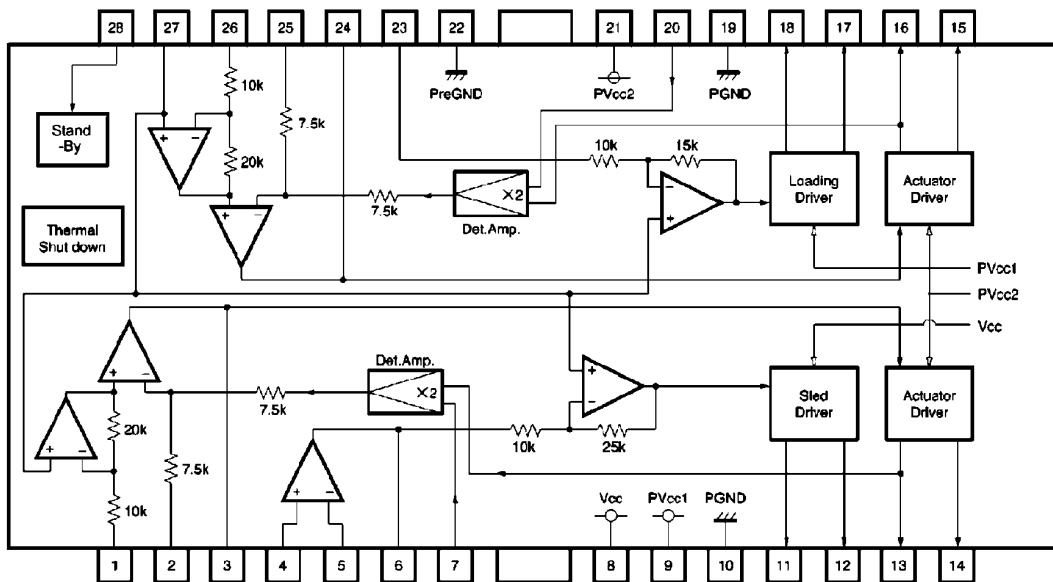 28 27 26 25 24 23 22 21 20 19 18 17 16 15
10k
PreGND
PVcc2
PGND
Stand
-By
+ −
7.5k
20k
10k
15k
×2
7.5k
Det.Amp.
−
+
Loading
Driver
Actuator
Driver
+ −
Thermal
Shut down
PVcc1
PVcc2
Vcc
+ −
Det.Amp.
×2
7.5k
+
−
Sled
Driver
Actuator
Driver
20k
+ −
7.5k
10k
25k
10k
+ −
Vcc
PVcc1
PGND
1 2 3 4 5 6 7 8 9 10 11 12 13 14